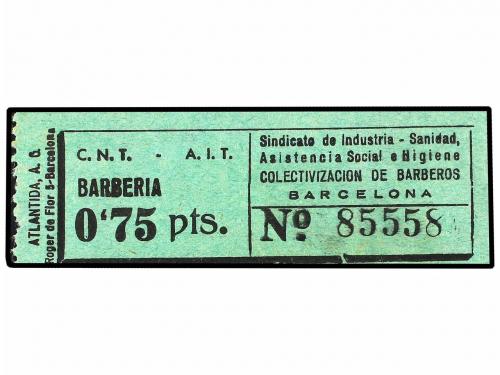 ATLANTIDA, A. G.
Roger de Flor 5-Barcelona
C. N. T. - A. I. T.
BARBERIA
0'75 pts.
Sindicato de Industria - Sanidad,
Asistencia Social e Higiene
COLECTIVIZACION DE BARBEROS
BARCELONA
Nº 85558